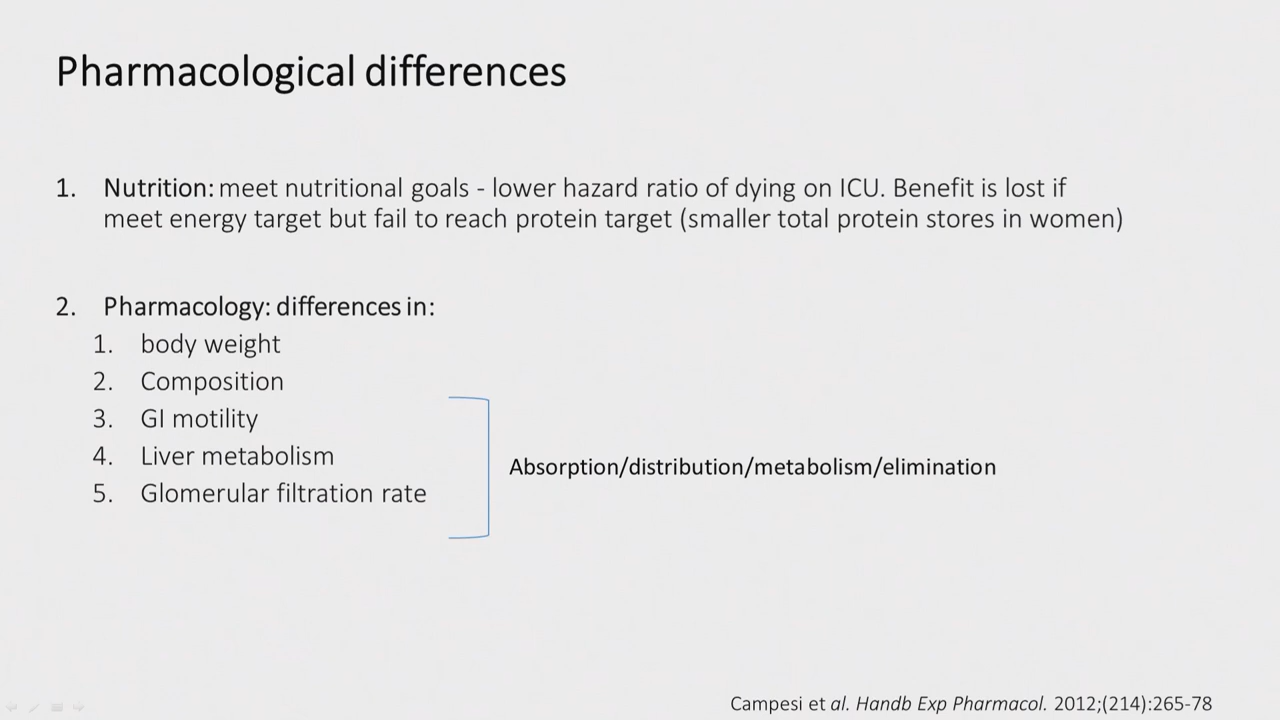 Pharmacological differences
1. Nutrition: meet nutritional goals - lower hazard ratio of dying on ICU. Benefit is lost if
meet energy target but fail to reach protein target (smaller total protein stores in women)
2. Pharmacology: differences in:
1. body weight
2. Composition
3. GI motility
4. Liver metabolism
5. Glomerular filtration rate
Absorption/distribution/metabolism/elimination
Campesi et al. Handb Exp Pharmacol. 2012;(214):265-78